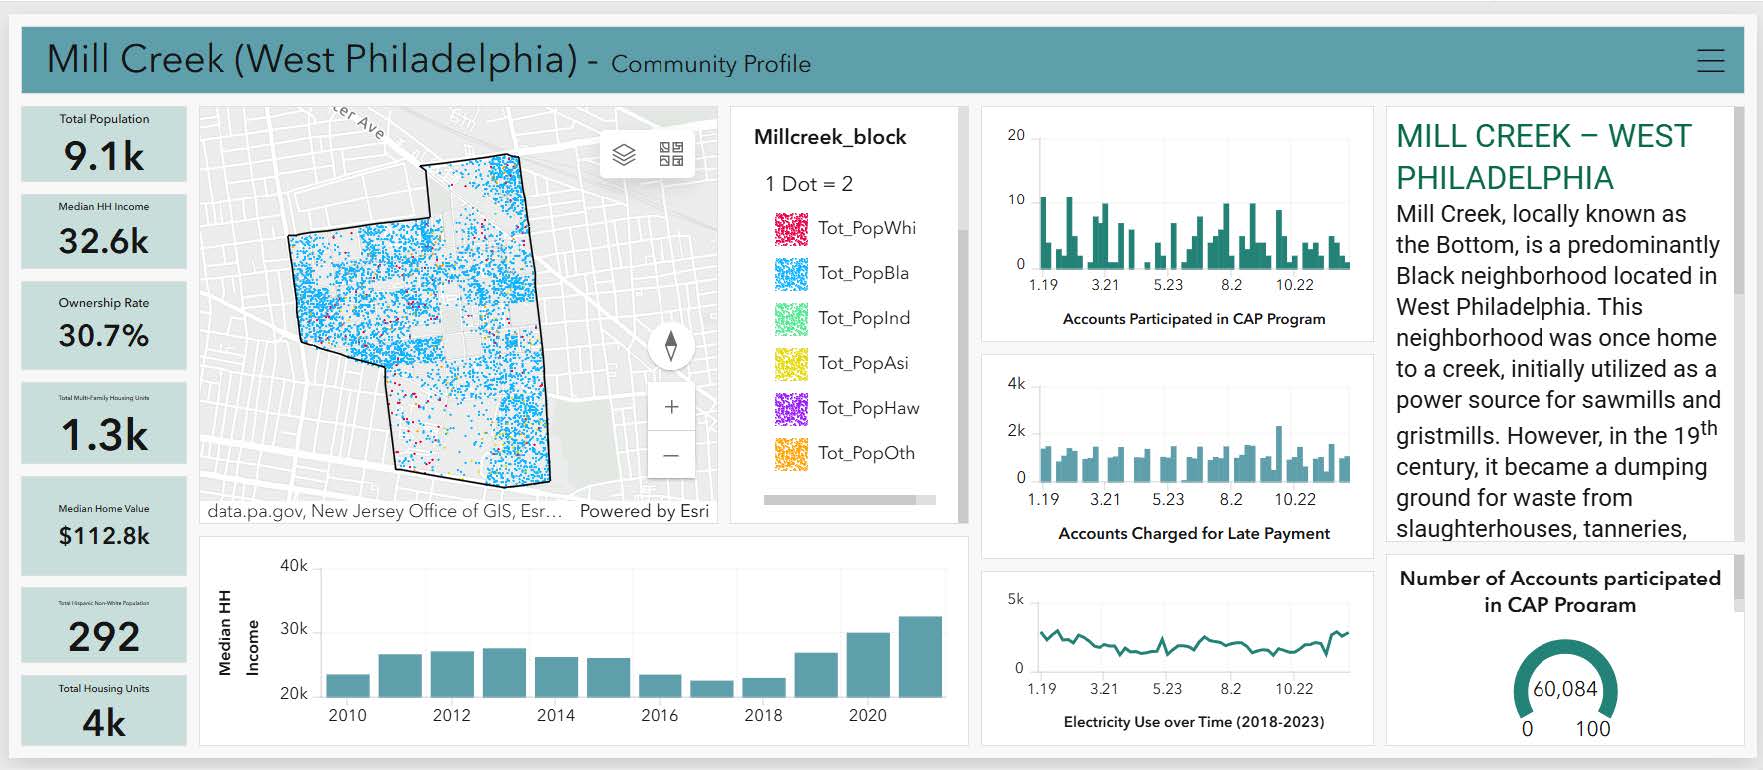 Mill Creek (West Philadelphia) - Community Profile
Total Population
9.1k
Median HH Income
32.6k
Ownership Rate
30.7%
Total Multi-Family Housing Units
1.3k
Median Home Value
$112.8k
Total Hispanic Non-White Population
292
Total Housing Units
4k
ter Ave
data.pa.gov, New Jersey Office of GIS, Esr... Powered by Esri
Millcreek_block
1 Dot = 2
Tot_PopWhi
Tot_PopBla
Tot_PopInd
Tot_PopAsi
Tot_PopHaw
Tot_PopOth
Median HH
Income
40k
30k
20k
2010 2012 2014 2016 2018 2020
20
10
0
1.19 3.21 5.23 8.2 10.22
Accounts Participated in CAP Program
4k
2k
0
1.19 3.21 5.23 8.2 10.22
Accounts Charged for Late Payment
5k
0
1.19 3.21 5.23 8.2 10.22
Electricity Use over Time (2018-2023)
MILL CREEK – WEST
PHILADELPHIA
Mill Creek, locally known as
the Bottom, is a predominantly
Black neighborhood located in
West Philadelphia. This
neighborhood was once home
to a creek, initially utilized as a
power source for sawmills and
gristmills. However, in the 19th
century, it became a dumping
ground for waste from
slaughterhouses, tanneries,
Number of Accounts participated
in CAP Program
60,084
0 100